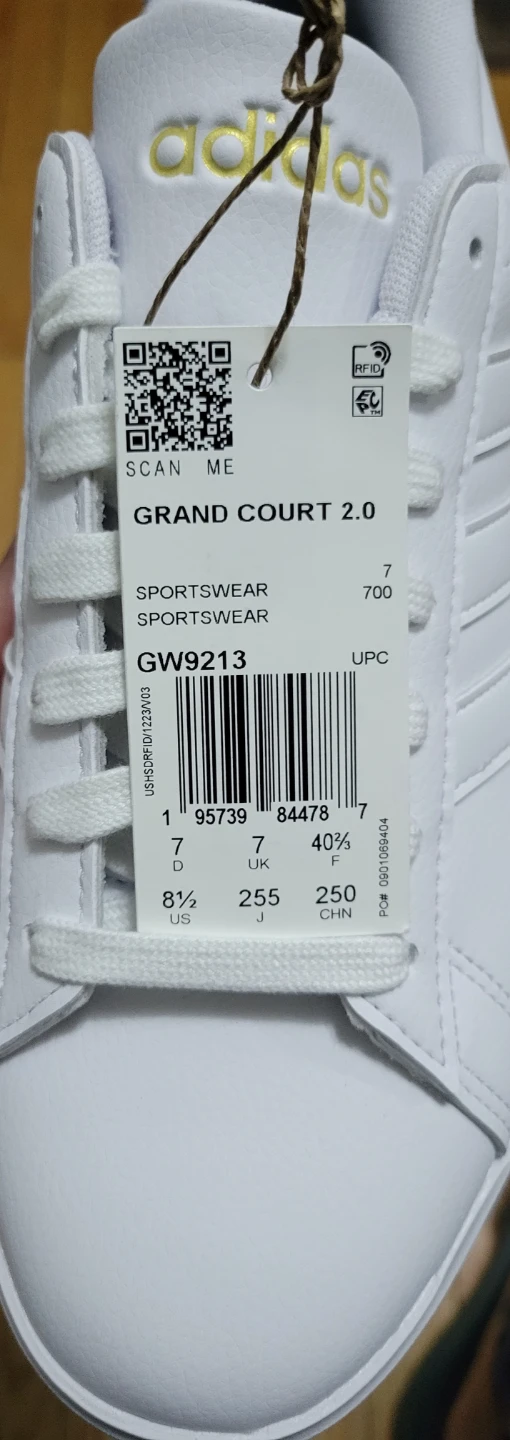 adidas
RFID
EPC™
SCAN ME
GRAND COURT 2.0
7
SPORTSWEAR 700
SPORTSWEAR
GW9213 UPC
USHSDRFID/1223/V03
1 95739 84478 7
7 7 40⅔
D UK F
8½ 255 250
US J CHN
PO# 0901069404